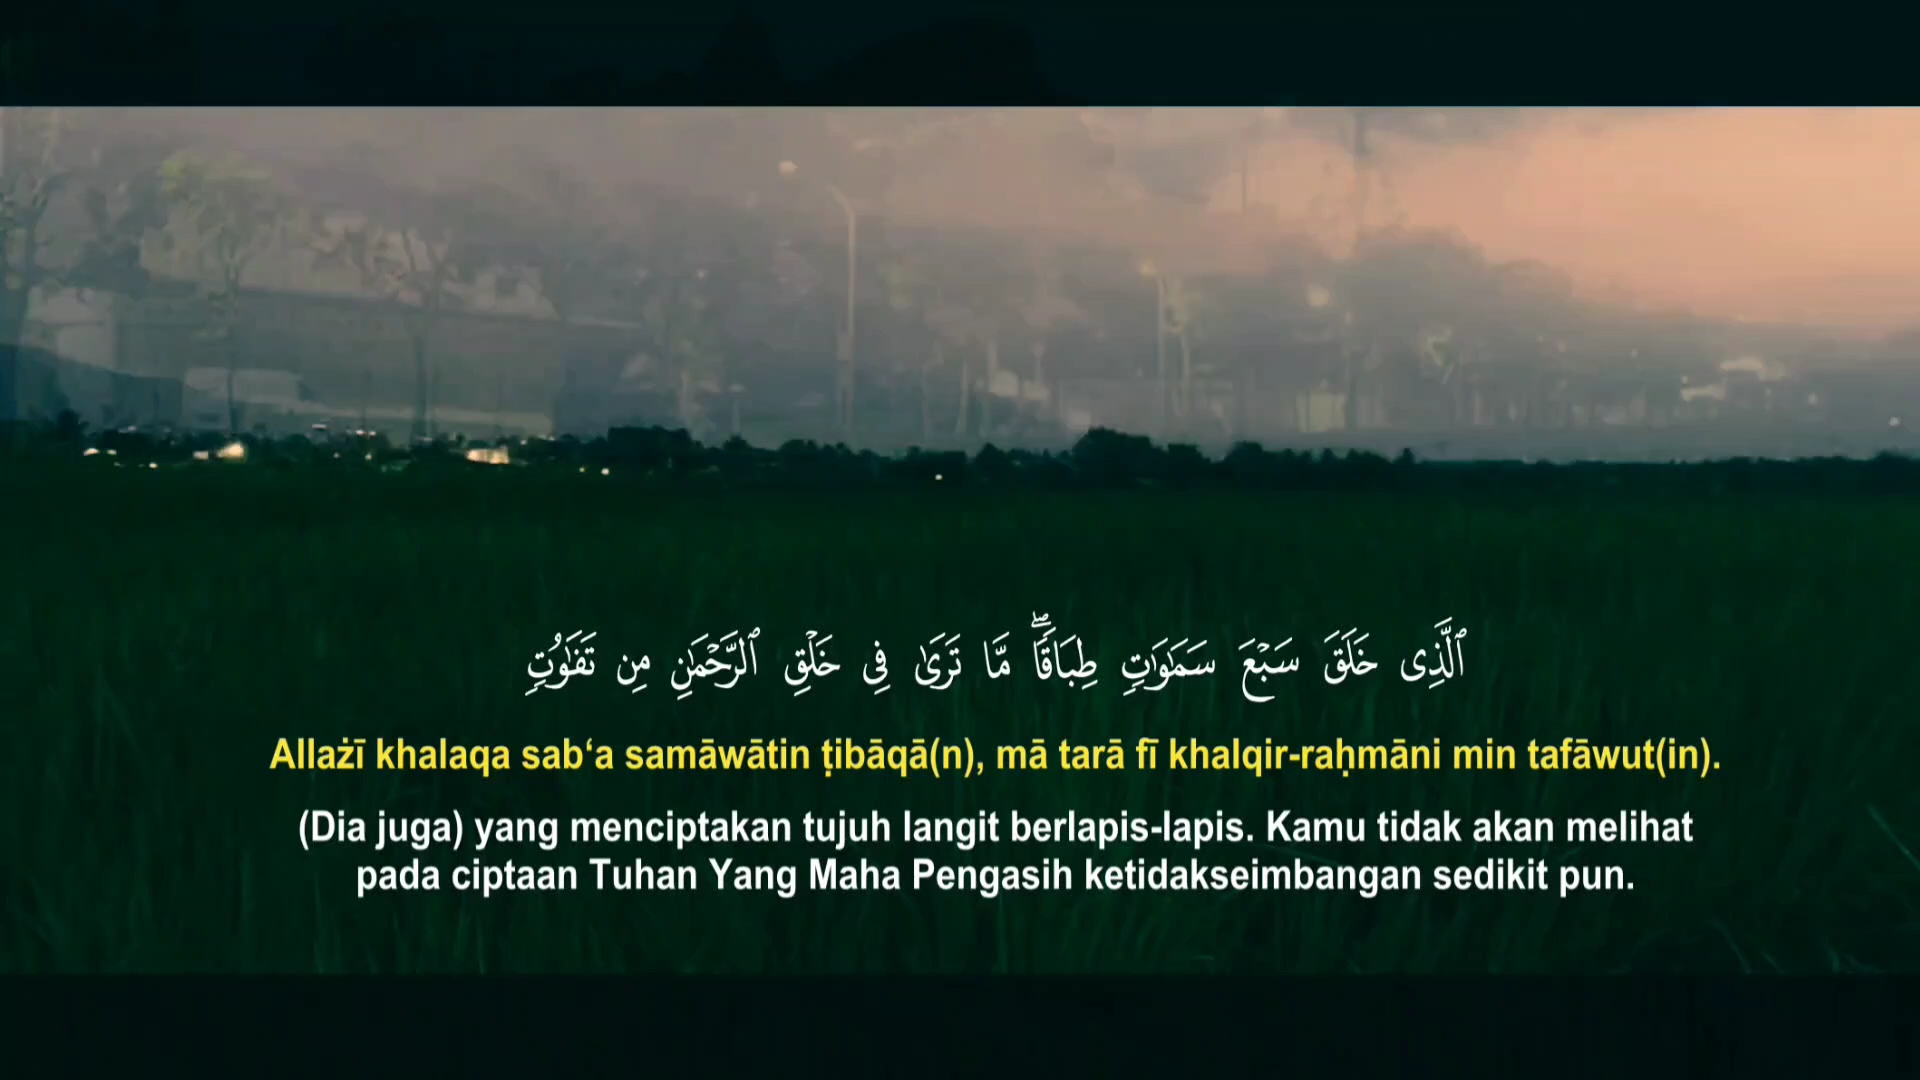 ٱلَّذِى خَلَقَ سَبْعَ سَمَٰوَٰتٍ طِبَاقًا ۖ مَّا تَرَىٰ فِى خَلْقِ ٱلرَّحْمَٰنِ مِن تَفَٰوُتٍ
Allażī khalaqa sab‘a samāwātin ṭibāqā(n), mā tarā fī khalqir-raḥmāni min tafāwut(in).
(Dia juga) yang menciptakan tujuh langit berlapis-lapis. Kamu tidak akan melihat
pada ciptaan Tuhan Yang Maha Pengasih ketidakseimbangan sedikit pun.